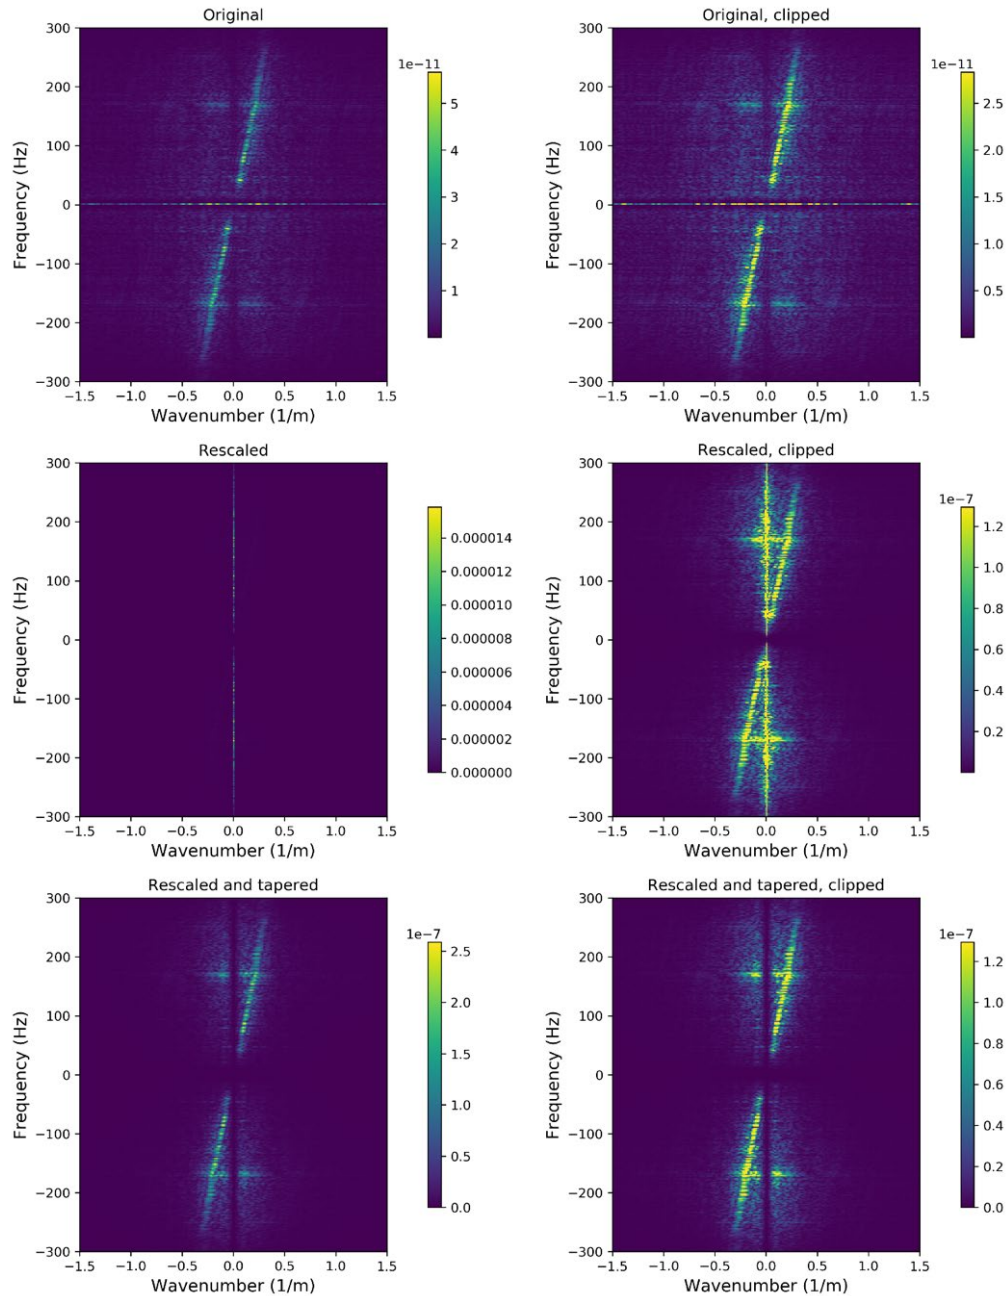 Original
1e−11
300
200
100
0
−100
−200
−300
−1.5 −1.0 −0.5 0.0 0.5 1.0 1.5
5
4
3
2
1
Frequency (Hz)
Wavenumber (1/m)
Original, clipped
1e−11
300
200
100
0
−100
−200
−300
−1.5 −1.0 −0.5 0.0 0.5 1.0 1.5
2.5
2.0
1.5
1.0
0.5
Frequency (Hz)
Wavenumber (1/m)
Rescaled
300
200
100
0
−100
−200
−300
−1.5 −1.0 −0.5 0.0 0.5 1.0 1.5
0.000014
0.000012
0.000010
0.000008
0.000006
0.000004
0.000002
0.000000
Frequency (Hz)
Wavenumber (1/m)
Rescaled, clipped
1e−7
300
200
100
0
−100
−200
−300
−1.5 −1.0 −0.5 0.0 0.5 1.0 1.5
1.2
1.0
0.8
0.6
0.4
0.2
Frequency (Hz)
Wavenumber (1/m)
Rescaled and tapered
1e−7
300
200
100
0
−100
−200
−300
−1.5 −1.0 −0.5 0.0 0.5 1.0 1.5
2.5
2.0
1.5
1.0
0.5
0.0
Frequency (Hz)
Wavenumber (1/m)
Rescaled and tapered, clipped
1e−7
300
200
100
0
−100
−200
−300
−1.5 −1.0 −0.5 0.0 0.5 1.0 1.5
1.2
1.0
0.8
0.6
0.4
0.2
0.0
Frequency (Hz)
Wavenumber (1/m)